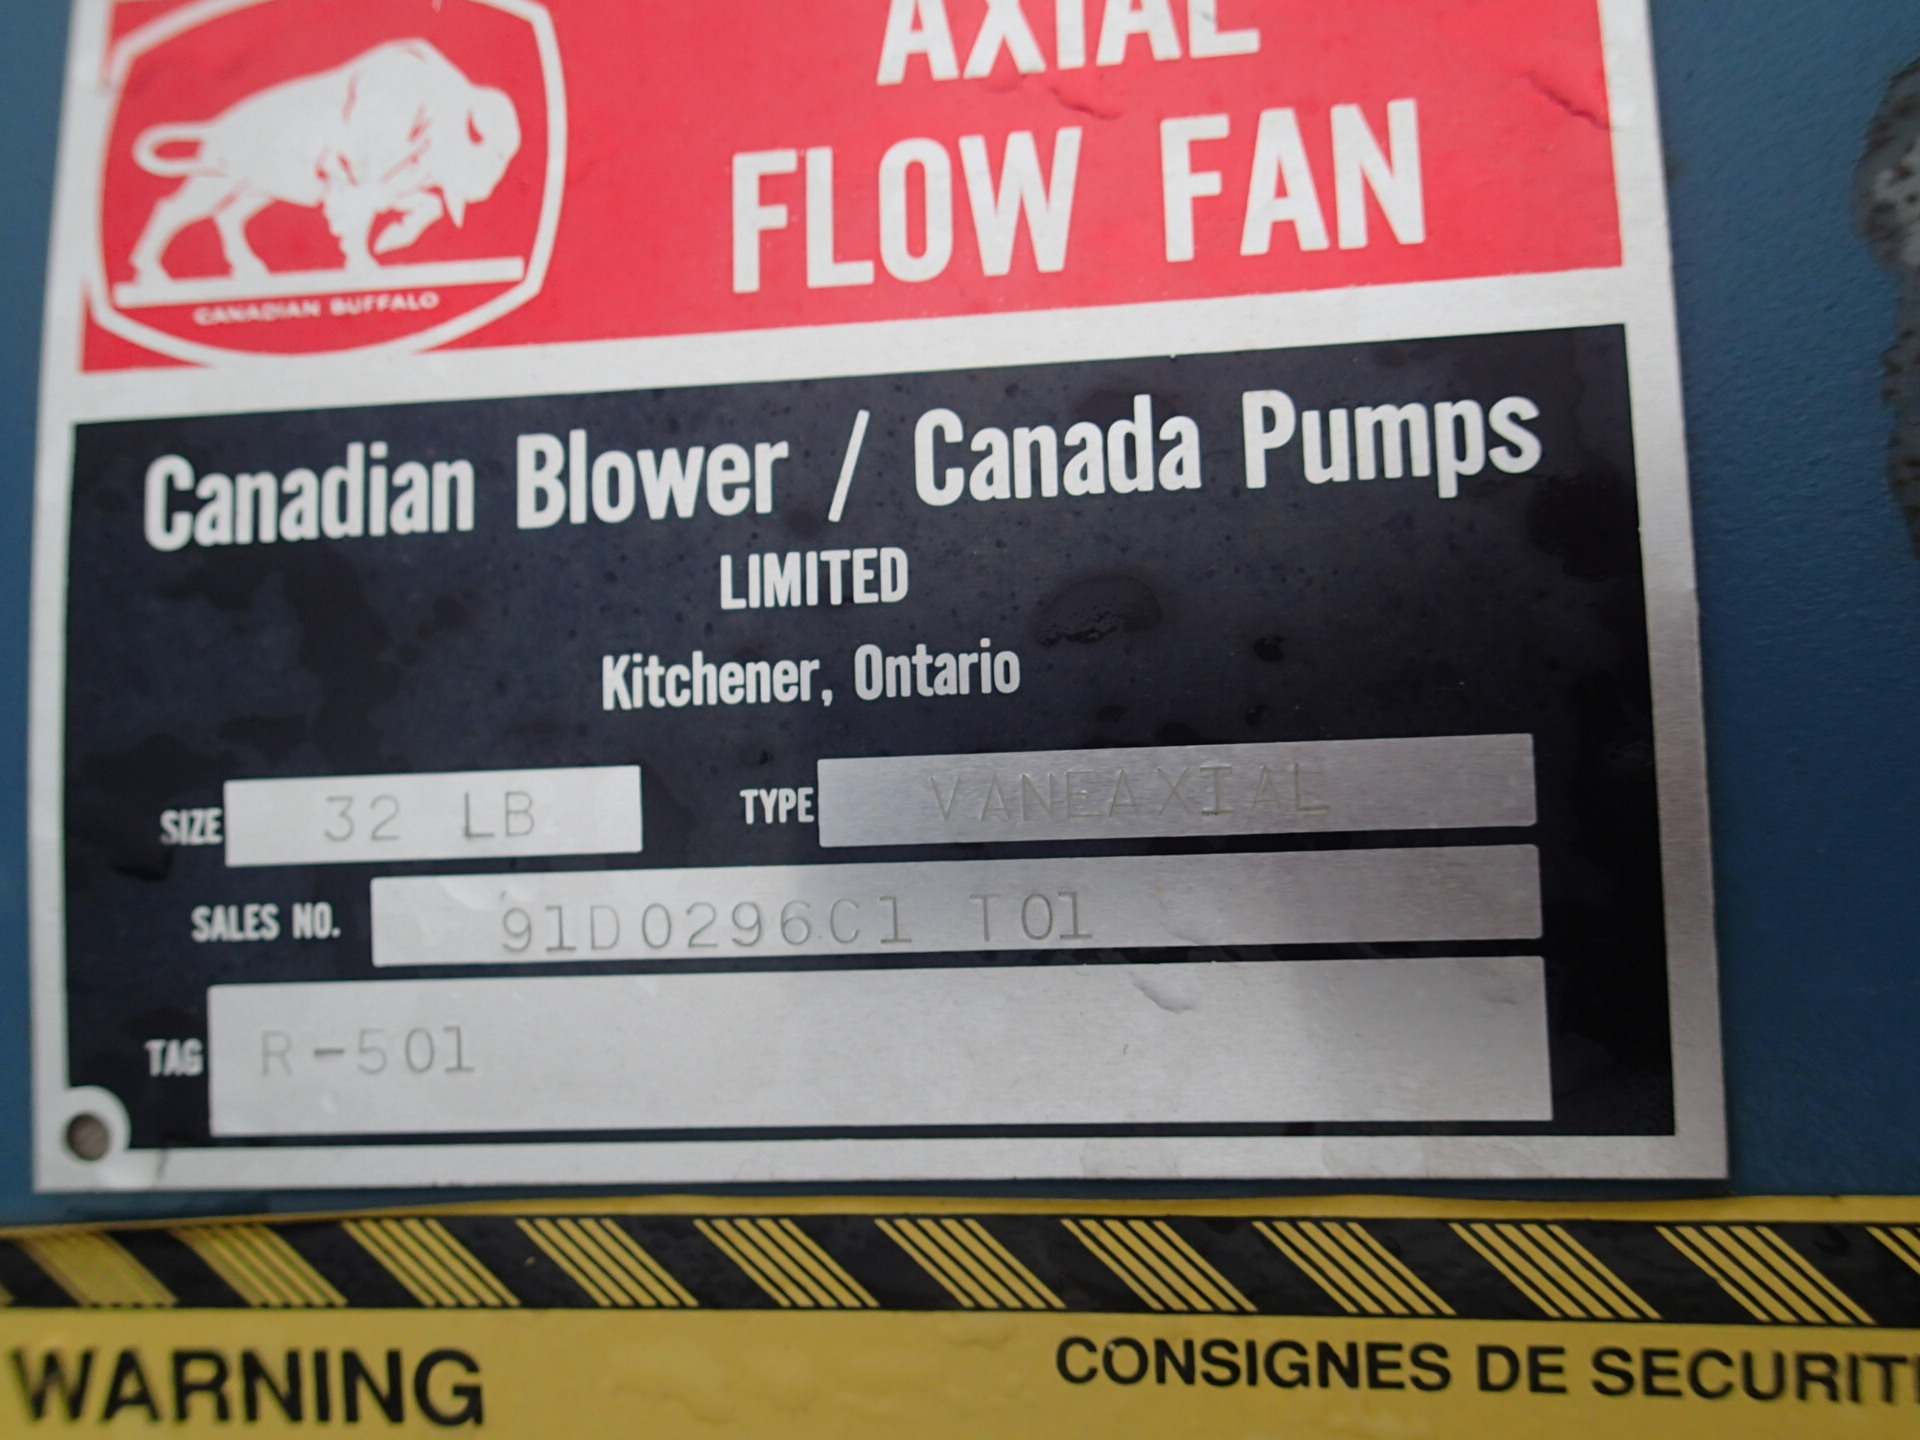 AXIAL
FLOW FAN
CANADIAN BUFFALO
Canadian Blower / Canada Pumps
LIMITED
Kitchener, Ontario
SIZE 32 LB TYPE VANEAXIAL
SALES NO. 91D0296C1 T01
TAG R-501
WARNING CONSIGNES DE SECURITI